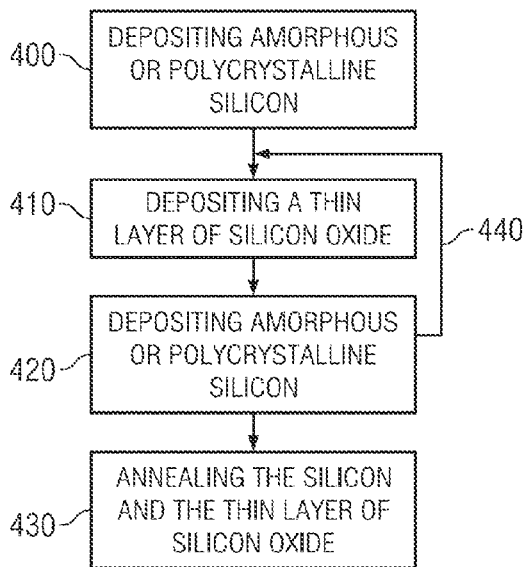 DEPOSITING AMORPHOUS
400
OR POLYCRYSTALLINE
SILICON
410
DEPOSITING A THIN
LAYER OF SILICON OXIDE
440
DEPOSITING AMORPHOUS
420
OR POLYCRYSTALLINE
SILICON
ANNEALING THE SILICON
430
AND THE THIN LAYER OF
SILICON OXIDE